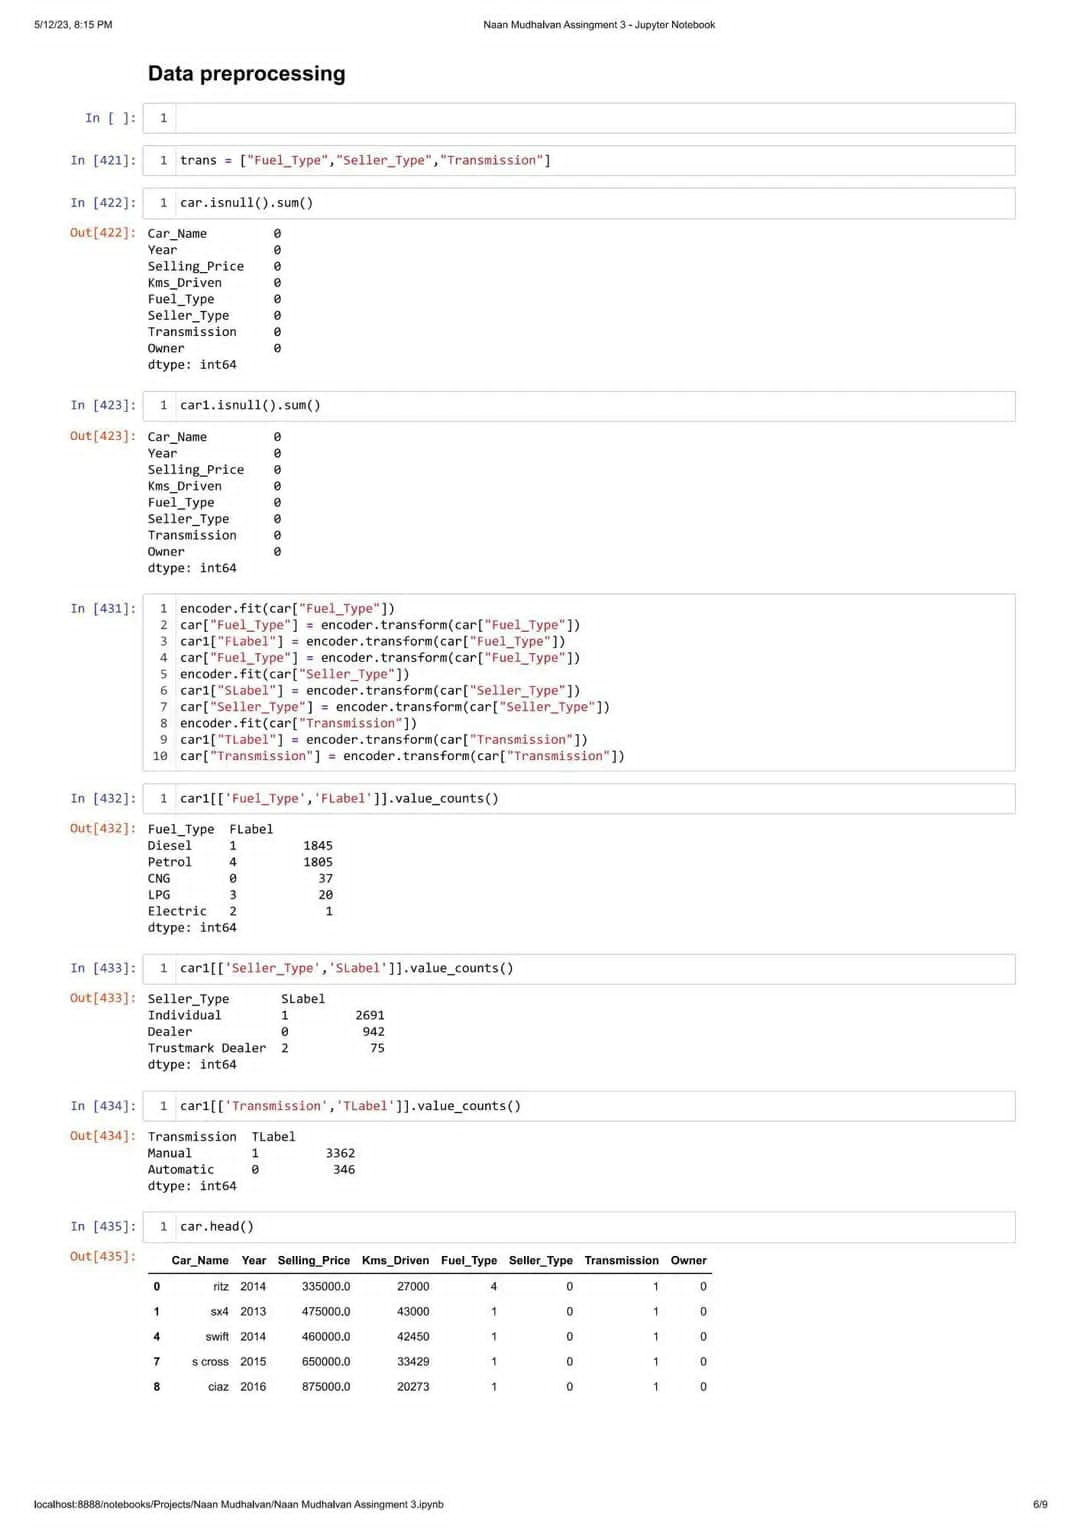 5/12/23, 8:15 PM Naan Mudhalvan Assingment 3 - Jupyter Notebook
Data preprocessing
In [ ]: 1
In [421]: 1 trans = ["Fuel_Type","Seller_Type","Transmission"]
In [422]: 1 car.isnull().sum()
Out[422]: Car_Name 0
Year 0
Selling_Price 0
Kms_Driven 0
Fuel_Type 0
Seller_Type 0
Transmission 0
Owner 0
dtype: int64
In [423]: 1 car1.isnull().sum()
Out[423]: Car_Name 0
Year 0
Selling_Price 0
Kms_Driven 0
Fuel_Type 0
Seller_Type 0
Transmission 0
Owner 0
dtype: int64
In [431]: 1 encoder.fit(car["Fuel_Type"])
2 car["Fuel_Type"] = encoder.transform(car["Fuel_Type"])
3 car1["FLabel"] = encoder.transform(car["Fuel_Type"])
4 car["Fuel_Type"] = encoder.transform(car["Fuel_Type"])
5 encoder.fit(car["Seller_Type"])
6 car1["SLabel"] = encoder.transform(car["Seller_Type"])
7 car["Seller_Type"] = encoder.transform(car["Seller_Type"])
8 encoder.fit(car["Transmission"])
9 car1["TLabel"] = encoder.transform(car["Transmission"])
10 car["Transmission"] = encoder.transform(car["Transmission"])
In [432]: 1 car1[['Fuel_Type','FLabel']].value_counts()
Out[432]: Fuel_Type FLabel
Diesel 1 1845
Petrol 4 1805
CNG 0 37
LPG 3 20
Electric 2 1
dtype: int64
In [433]: 1 car1[['Seller_Type','SLabel']].value_counts()
Out[433]: Seller_Type SLabel
Individual 1 2691
Dealer 0 942
Trustmark Dealer 2 75
dtype: int64
In [434]: 1 car1[['Transmission','TLabel']].value_counts()
Out[434]: Transmission TLabel
Manual 1 3362
Automatic 0 346
dtype: int64
In [435]: 1 car.head()
Out[435]:
Car_Name Year Selling_Price Kms_Driven Fuel_Type Seller_Type Transmission Owner
0 ritz 2014 335000.0 27000 4 0 1 0
1 sx4 2013 475000.0 43000 1 0 1 0
4 swift 2014 460000.0 42450 1 0 1 0
7 s cross 2015 650000.0 33429 1 0 1 0
8 ciaz 2016 875000.0 20273 1 0 1 0
localhost:8888/notebooks/Projects/Naan Mudhalvan/Naan Mudhalvan Assingment 3.ipynb 6/9